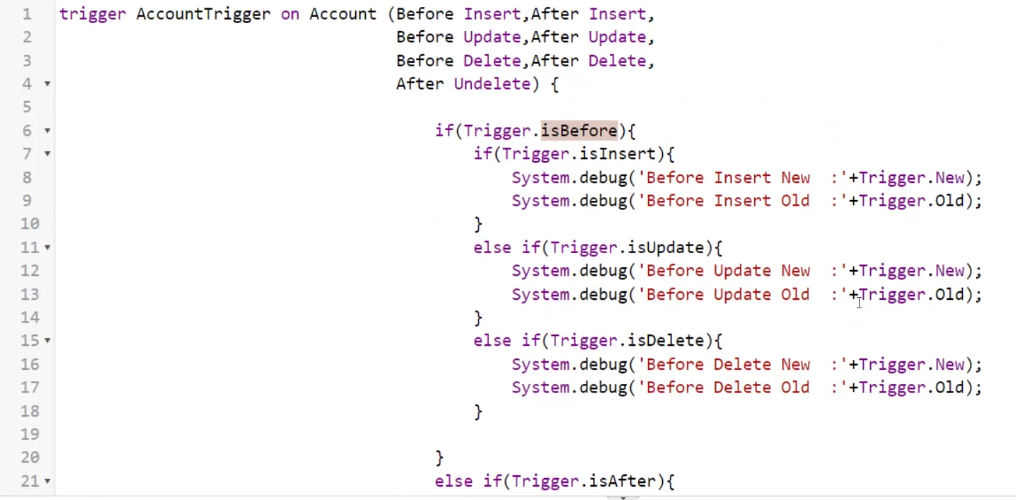 1 trigger AccountTrigger on Account (Before Insert,After Insert,
2 Before Update,After Update,
3 Before Delete,After Delete,
4 After Undelete) {
5
6 if(Trigger.isBefore){
7 if(Trigger.isInsert){
8 System.debug('Before Insert New  :'+Trigger.New);
9 System.debug('Before Insert Old  :'+Trigger.Old);
10 }
11 else if(Trigger.isUpdate){
12 System.debug('Before Update New  :'+Trigger.New);
13 System.debug('Before Update Old  :'+Trigger.Old);
14 }
15 else if(Trigger.isDelete){
16 System.debug('Before Delete New  :'+Trigger.New);
17 System.debug('Before Delete Old  :'+Trigger.Old);
18 }
19
20 }
21 else if(Trigger.isAfter){